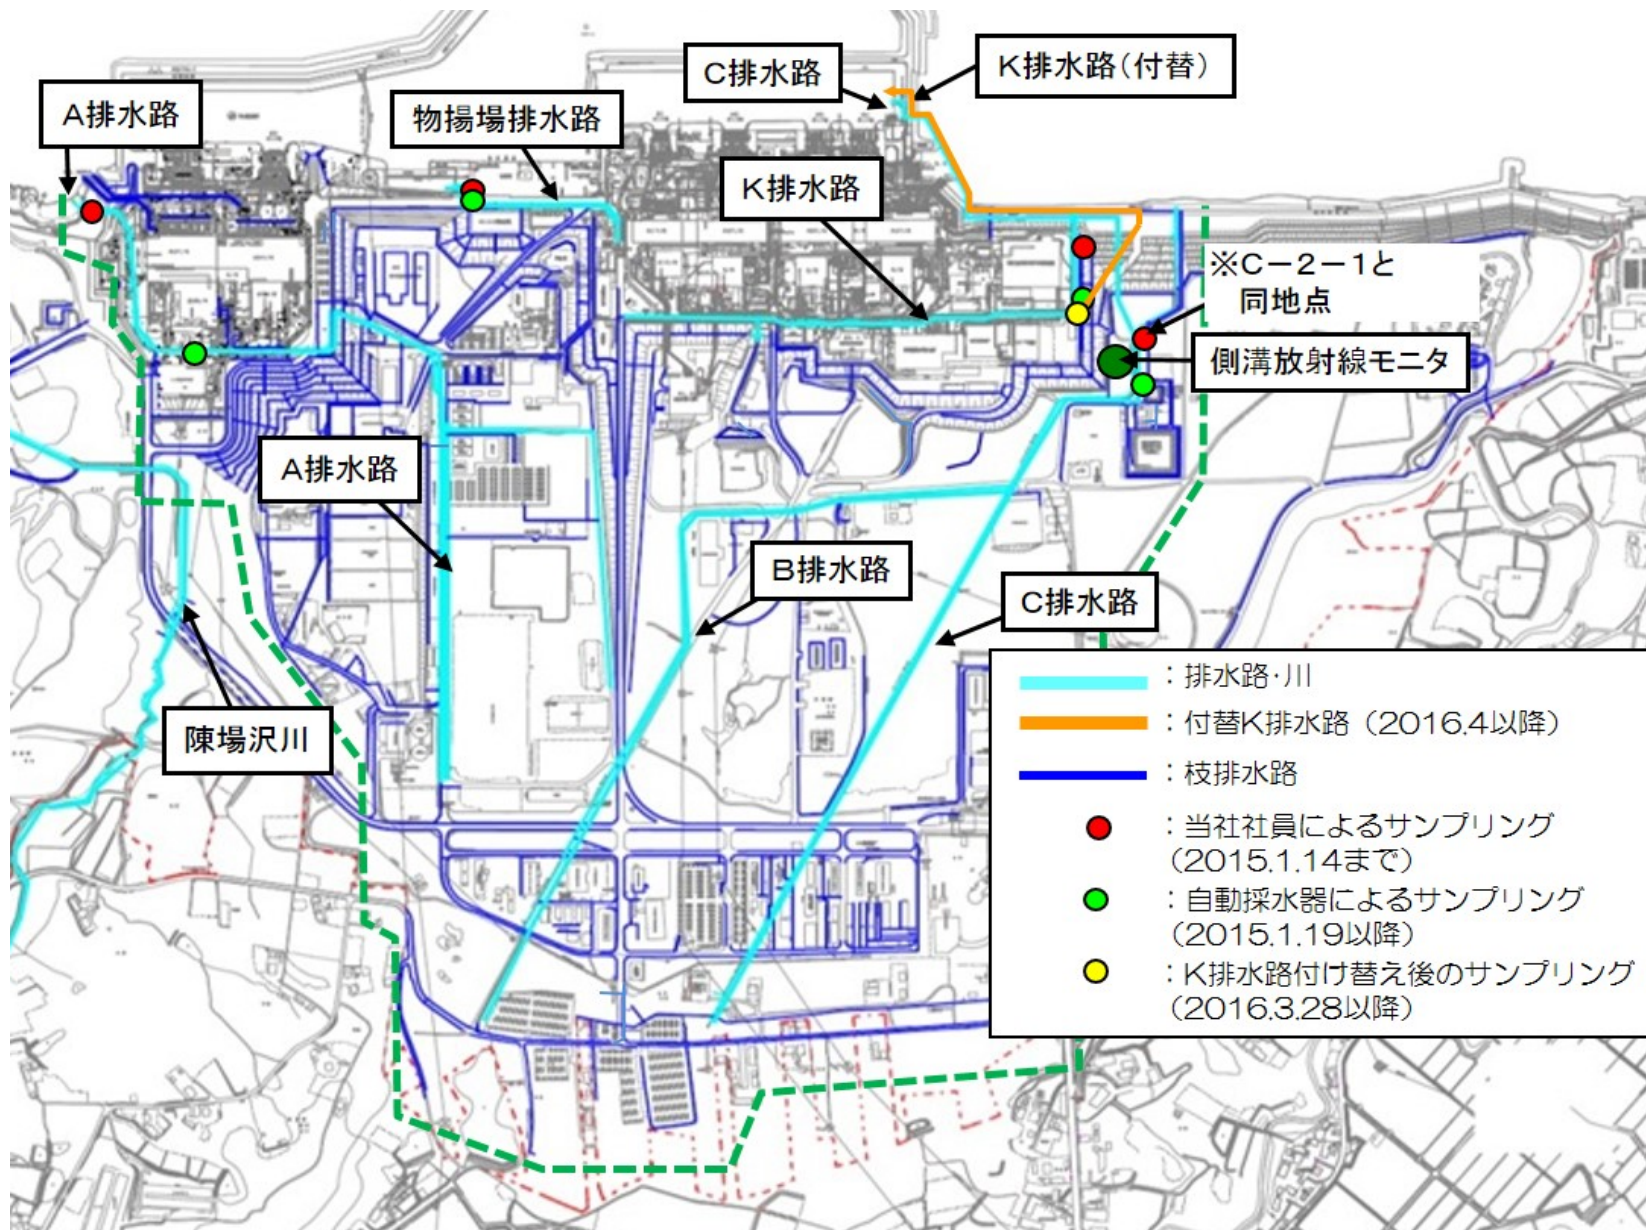 C排水路
K排水路（付替）
A排水路
物揚場排水路
K排水路
※C－2－1と
同地点
側溝放射線モニタ
A排水路
B排水路
C排水路
陳場沢川
：排水路・川
：付替K排水路（2016.4以降）
：枝排水路
：当社社員によるサンプリング
（2015.1.14まで）
：自動採水器によるサンプリング
（2015.1.19以降）
：K排水路付け替え後のサンプリング
（2016.3.28以降）